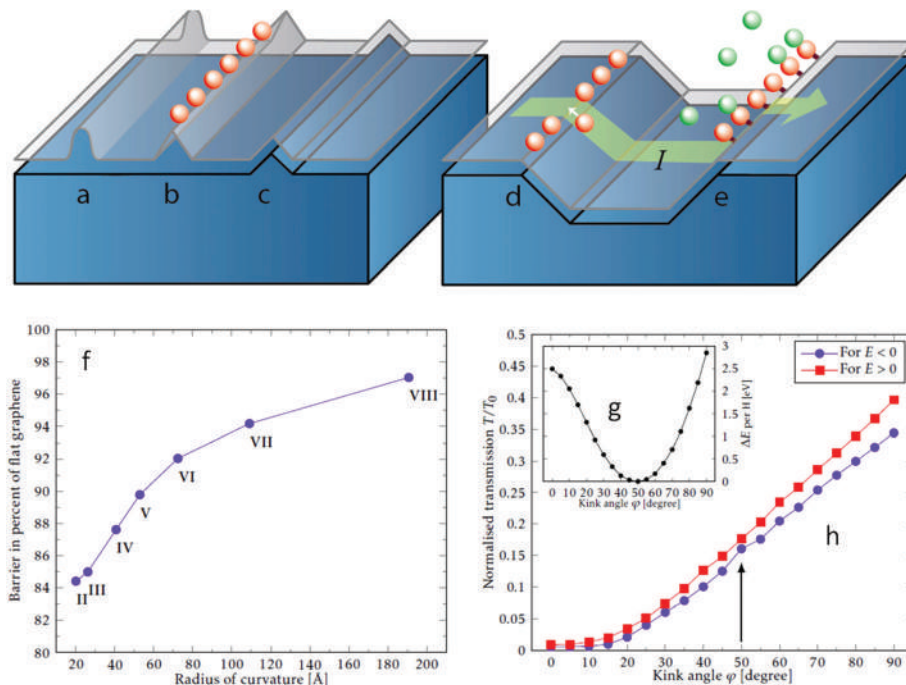 a
b
c
d
I
e
f
Barrier in percent of flat graphene
100
98
96
94
92
90
88
86
84
82
80
II
III
IV
V
VI
VII
VIII
20 40 60 80 100 120 140 160 180 200
Radius of curvature [Å]
Normalised transmission T/T0
0.5
0.45
0.4
0.35
0.3
0.25
0.2
0.15
0.1
0.05
0
g
3
2.5
2
1.5
1
0.5
0
ΔE per H [eV]
0 10 20 30 40 50 60 70 80 90
Kink angle φ [degree]
For E < 0
For E > 0
h
0 10 20 30 40 50 60 70 80 90
Kink angle φ [degree]